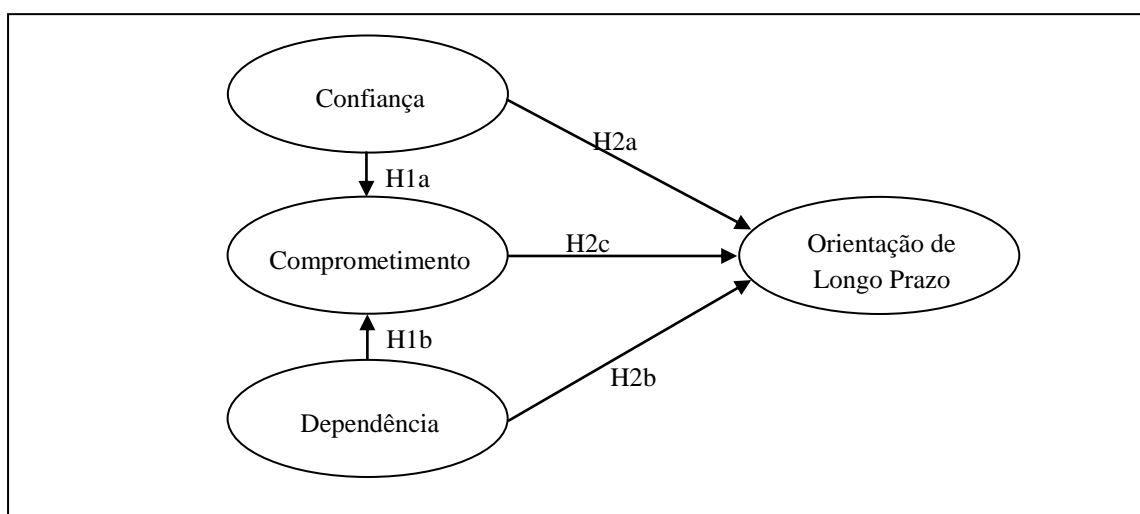 Confiança
H2a
H1a
Comprometimento
H2c
Orientação de
Longo Prazo
H1b
H2b
Dependência